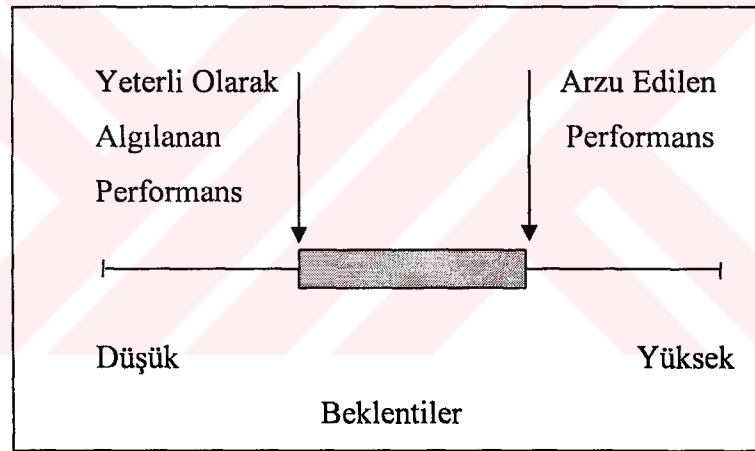 Yeterli Olarak
Algılanan
Performans
Arzu Edilen
Performans
Düşük
Yüksek
Beklentiler